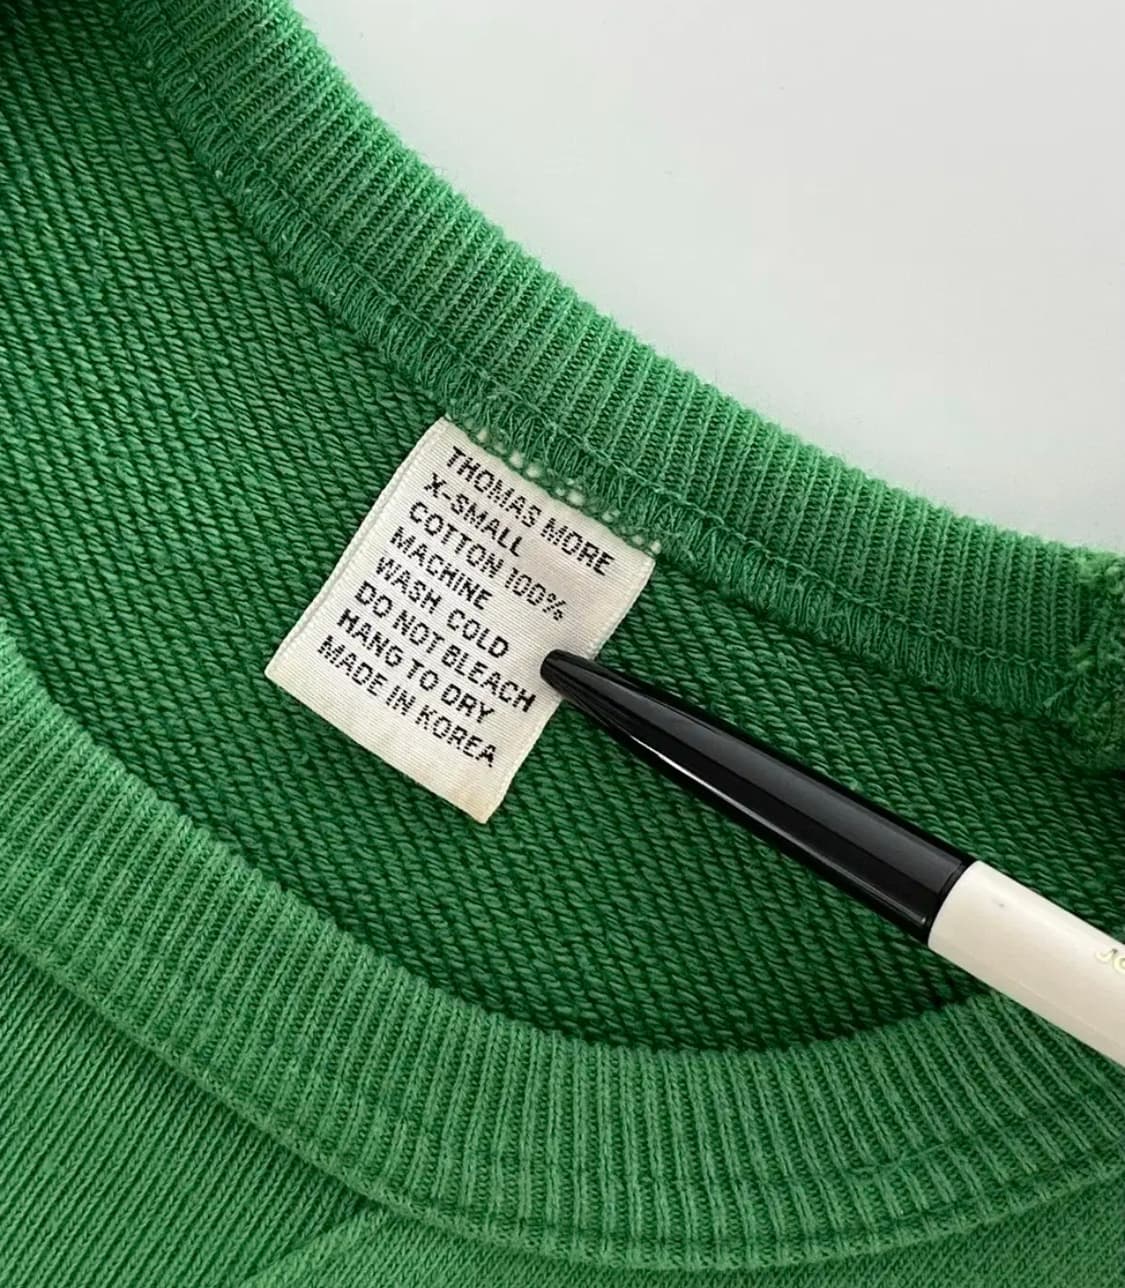 THOMAS MORE
X-SMALL
COTTON 100%
MACHINE
WASH COLD
DO NOT BLEACH
HANG TO DRY
MADE IN KOREA